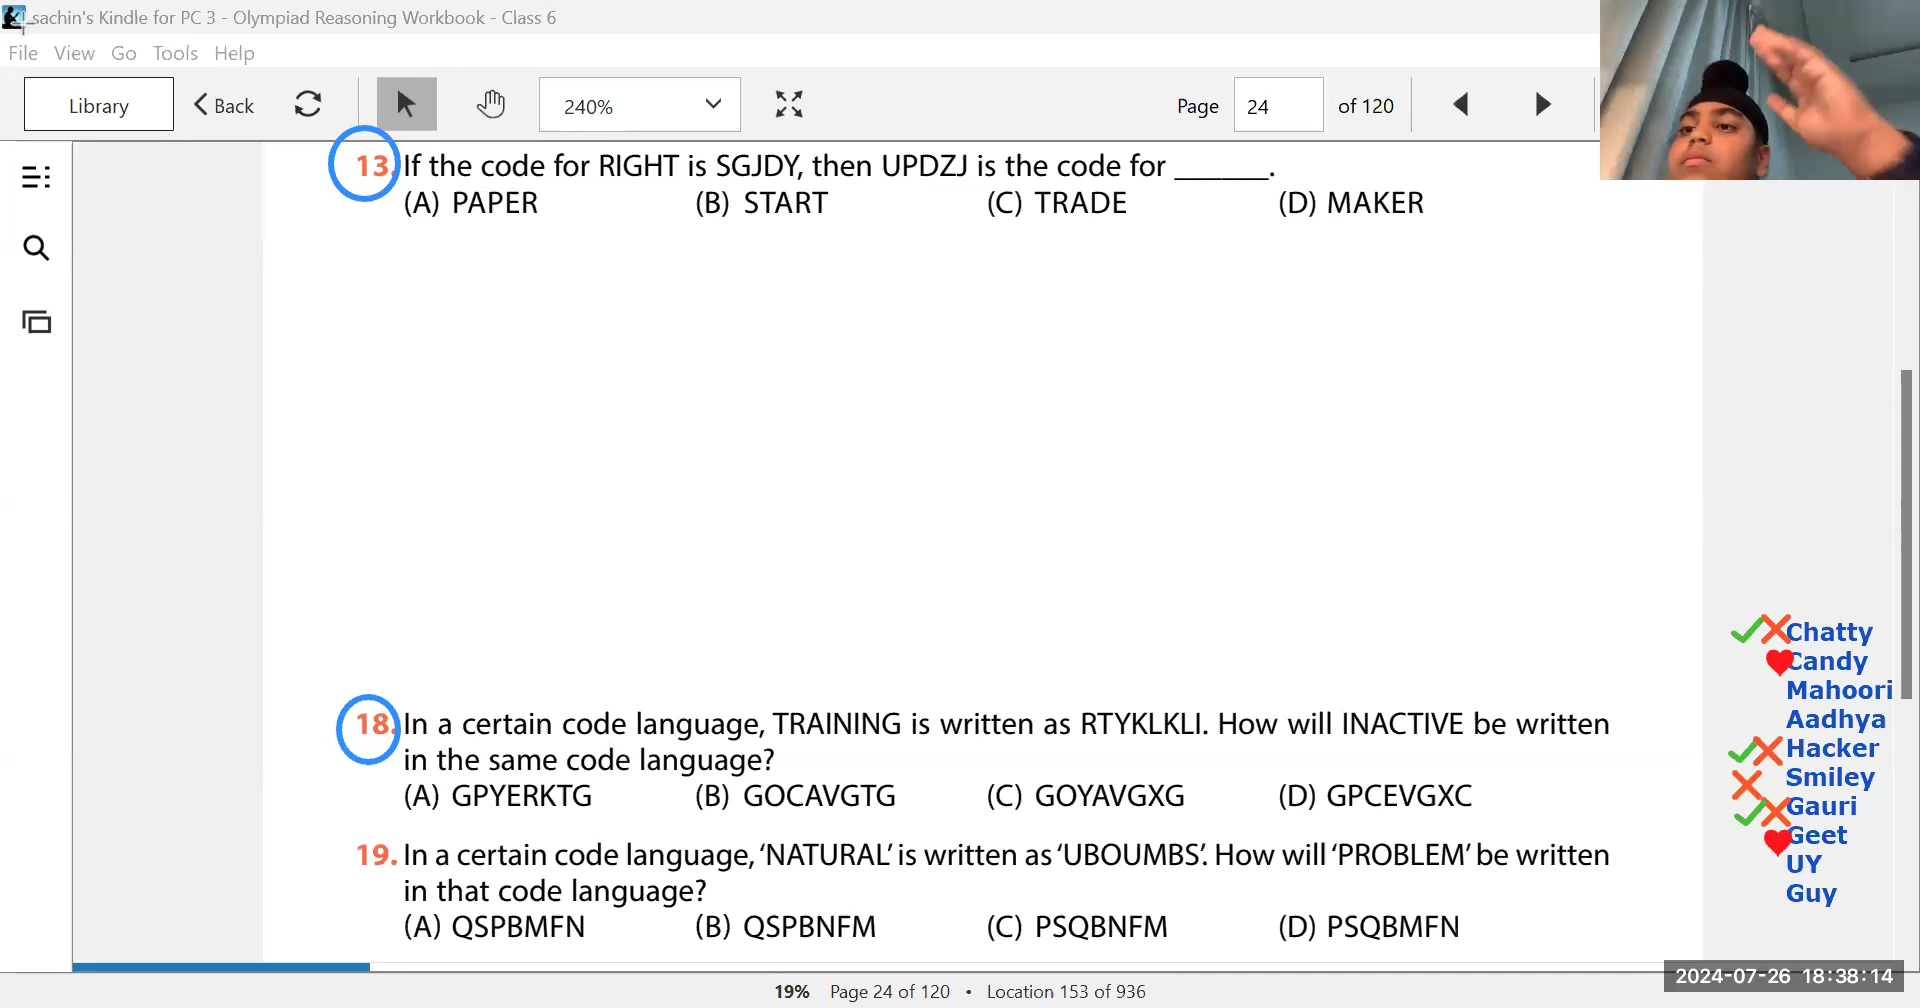 sachin's Kindle for PC 3 - Olympiad Reasoning Workbook - Class 6
File View Go Tools Help
Library Back 240% Page 24 of 120
13. If the code for RIGHT is SGJDY, then UPDZJ is the code for ______.
(A) PAPER (B) START (C) TRADE (D) MAKER
18. In a certain code language, TRAINING is written as RTYKLKLI. How will INACTIVE be written
in the same code language?
(A) GPYERKTG (B) GOCAVGTG (C) GOYAVGXG (D) GPCEVGXC
19. In a certain code language, ‘NATURAL’ is written as ‘UBOUMBS’. How will ‘PROBLEM’ be written
in that code language?
(A) QSPBMFN (B) QSPBNFM (C) PSQBNFM (D) PSQBMFN
Chatty
Candy
Mahoori
Aadhya
Hacker
Smiley
Gauri
Geet
UY
Guy
2024-07-26 18:38:14
19% Page 24 of 120 • Location 153 of 936